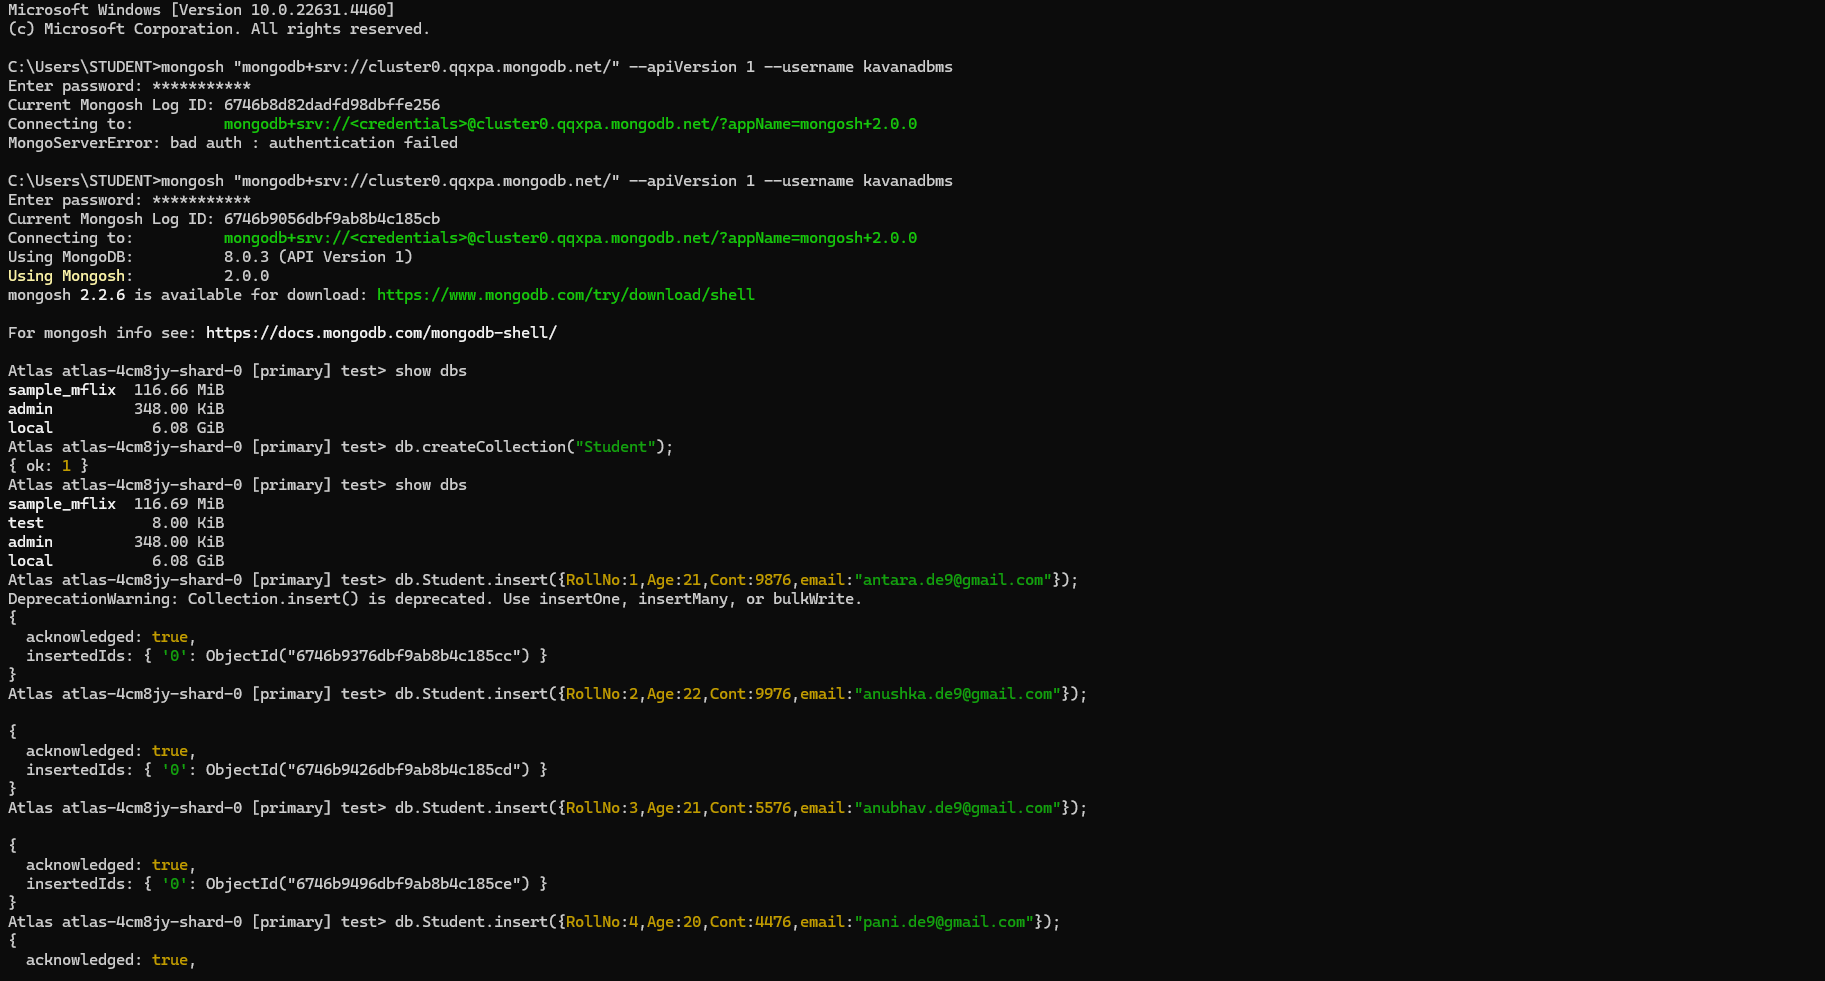 Microsoft Windows [Version 10.0.22631.4460]
(c) Microsoft Corporation. All rights reserved.
C:\Users\STUDENT>mongosh "mongodb+srv://cluster0.qqxpa.mongodb.net/" --apiVersion 1 --username kavanadbms
Enter password: ***********
Current Mongosh Log ID: 6746b8d82dadfd98dbffe256
Connecting to:          mongodb+srv://<credentials>@cluster0.qqxpa.mongodb.net/?appName=mongosh+2.0.0
MongoServerError: bad auth : authentication failed
C:\Users\STUDENT>mongosh "mongodb+srv://cluster0.qqxpa.mongodb.net/" --apiVersion 1 --username kavanadbms
Enter password: ***********
Current Mongosh Log ID: 6746b9056dbf9ab8b4c185cb
Connecting to:          mongodb+srv://<credentials>@cluster0.qqxpa.mongodb.net/?appName=mongosh+2.0.0
Using MongoDB:          8.0.3 (API Version 1)
Using Mongosh:          2.0.0
mongosh 2.2.6 is available for download: https://www.mongodb.com/try/download/shell
For mongosh info see: https://docs.mongodb.com/mongodb-shell/
Atlas atlas-4cm8jy-shard-0 [primary] test> show dbs
sample_mflix  116.66 MiB
admin         348.00 KiB
local           6.08 GiB
Atlas atlas-4cm8jy-shard-0 [primary] test> db.createCollection("Student");
{ ok: 1 }
Atlas atlas-4cm8jy-shard-0 [primary] test> show dbs
sample_mflix  116.69 MiB
test            8.00 KiB
admin         348.00 KiB
local           6.08 GiB
Atlas atlas-4cm8jy-shard-0 [primary] test> db.Student.insert({RollNo:1,Age:21,Cont:9876,email:"antara.de9@gmail.com"});
DeprecationWarning: Collection.insert() is deprecated. Use insertOne, insertMany, or bulkWrite.
{
  acknowledged: true,
  insertedIds: { '0': ObjectId("6746b9376dbf9ab8b4c185cc") }
}
Atlas atlas-4cm8jy-shard-0 [primary] test> db.Student.insert({RollNo:2,Age:22,Cont:9976,email:"anushka.de9@gmail.com"});
{
  acknowledged: true,
  insertedIds: { '0': ObjectId("6746b9426dbf9ab8b4c185cd") }
}
Atlas atlas-4cm8jy-shard-0 [primary] test> db.Student.insert({RollNo:3,Age:21,Cont:5576,email:"anubhav.de9@gmail.com"});
{
  acknowledged: true,
  insertedIds: { '0': ObjectId("6746b9496dbf9ab8b4c185ce") }
}
Atlas atlas-4cm8jy-shard-0 [primary] test> db.Student.insert({RollNo:4,Age:20,Cont:4476,email:"pani.de9@gmail.com"});
{
  acknowledged: true,